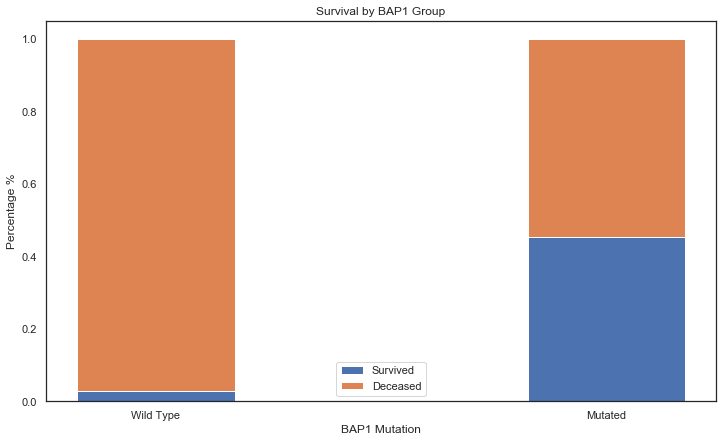 Survival by BAP1 Group
Percentage %
1.0
0.8
0.6
0.4
0.2
0.0
Survived
Deceased
Wild Type
Mutated
BAP1 Mutation